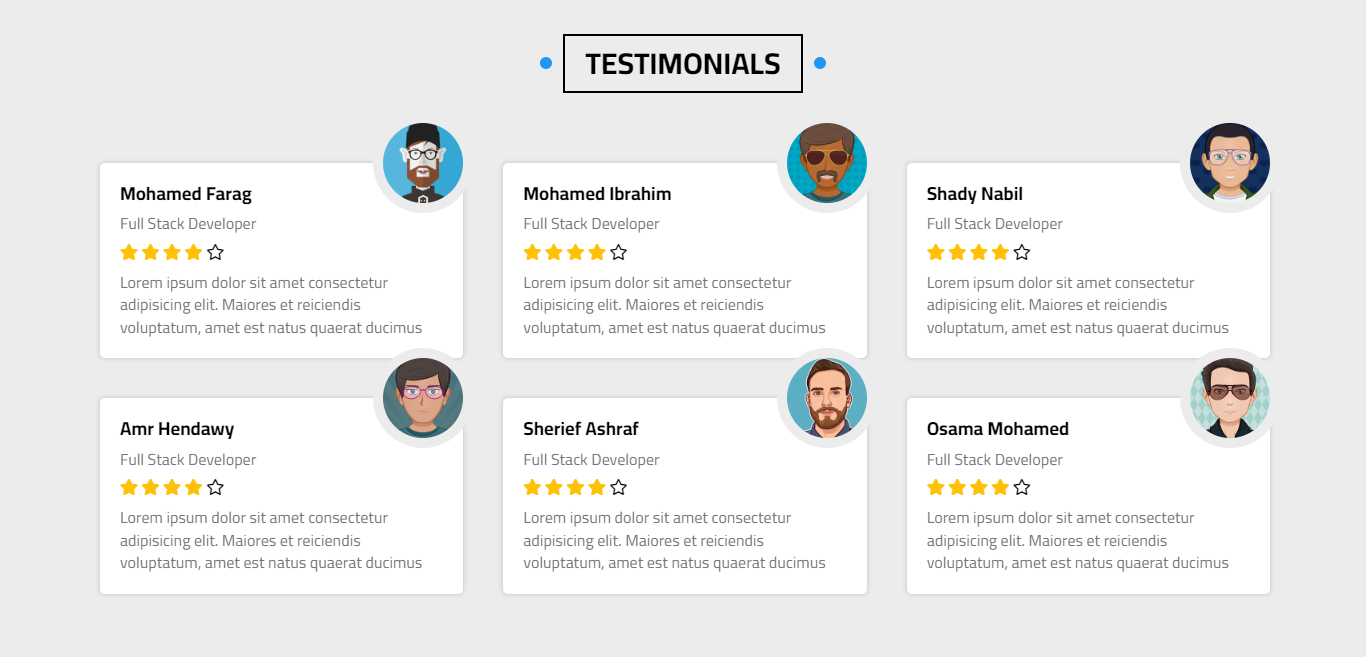 TESTIMONIALS
Mohamed Farag
Full Stack Developer
Lorem ipsum dolor sit amet consectetur
adipisicing elit. Maiores et reiciendis
voluptatum, amet est natus quaerat ducimus
Mohamed Ibrahim
Full Stack Developer
Lorem ipsum dolor sit amet consectetur
adipisicing elit. Maiores et reiciendis
voluptatum, amet est natus quaerat ducimus
Shady Nabil
Full Stack Developer
Lorem ipsum dolor sit amet consectetur
adipisicing elit. Maiores et reiciendis
voluptatum, amet est natus quaerat ducimus
Amr Hendawy
Full Stack Developer
Lorem ipsum dolor sit amet consectetur
adipisicing elit. Maiores et reiciendis
voluptatum, amet est natus quaerat ducimus
Sherief Ashraf
Full Stack Developer
Lorem ipsum dolor sit amet consectetur
adipisicing elit. Maiores et reiciendis
voluptatum, amet est natus quaerat ducimus
Osama Mohamed
Full Stack Developer
Lorem ipsum dolor sit amet consectetur
adipisicing elit. Maiores et reiciendis
voluptatum, amet est natus quaerat ducimus